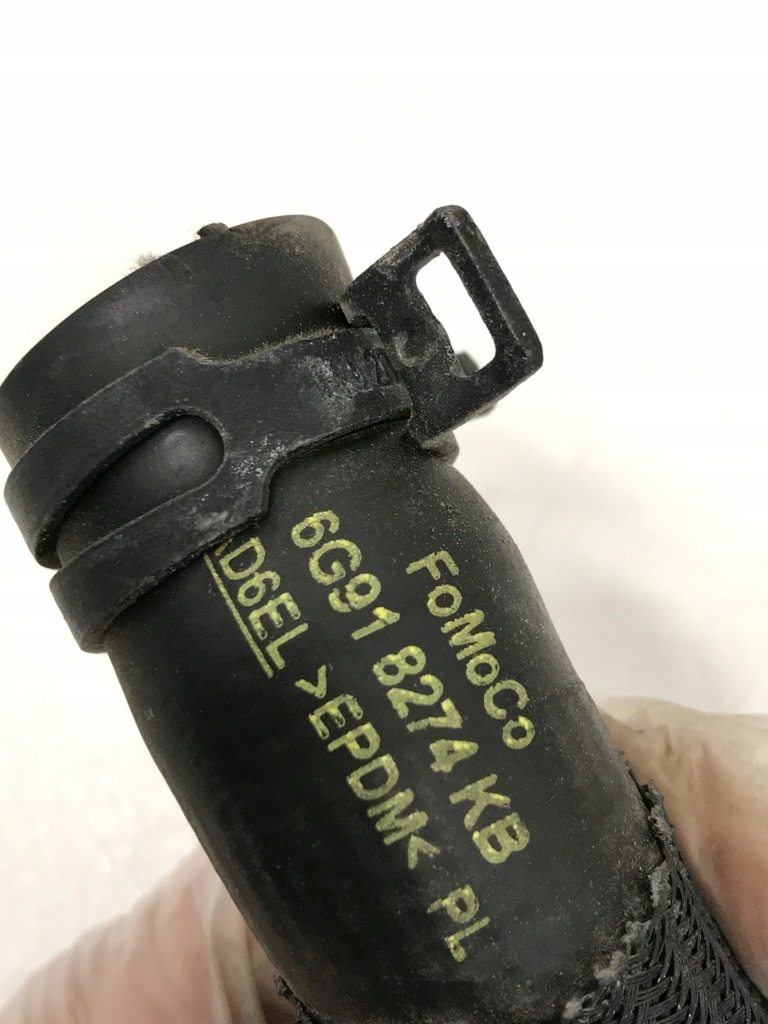 FoMoCo
6G91 8274 KB
>EPDM< PL
D6EL